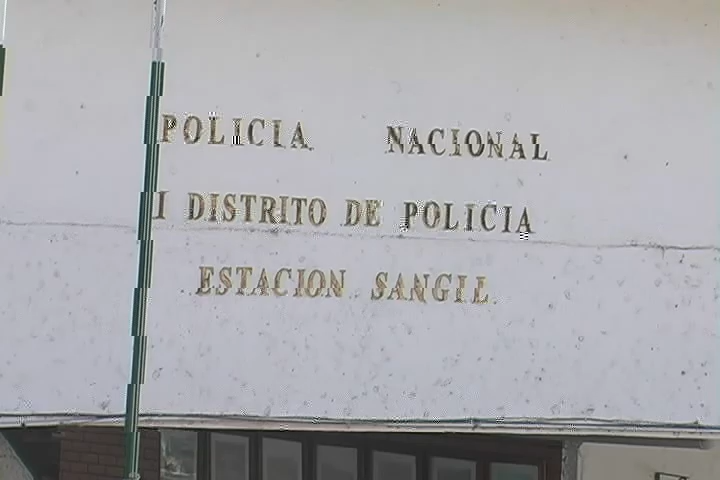 POLICIA NACIONAL
I DISTRITO DE POLICIA
ESTACION SANGIL